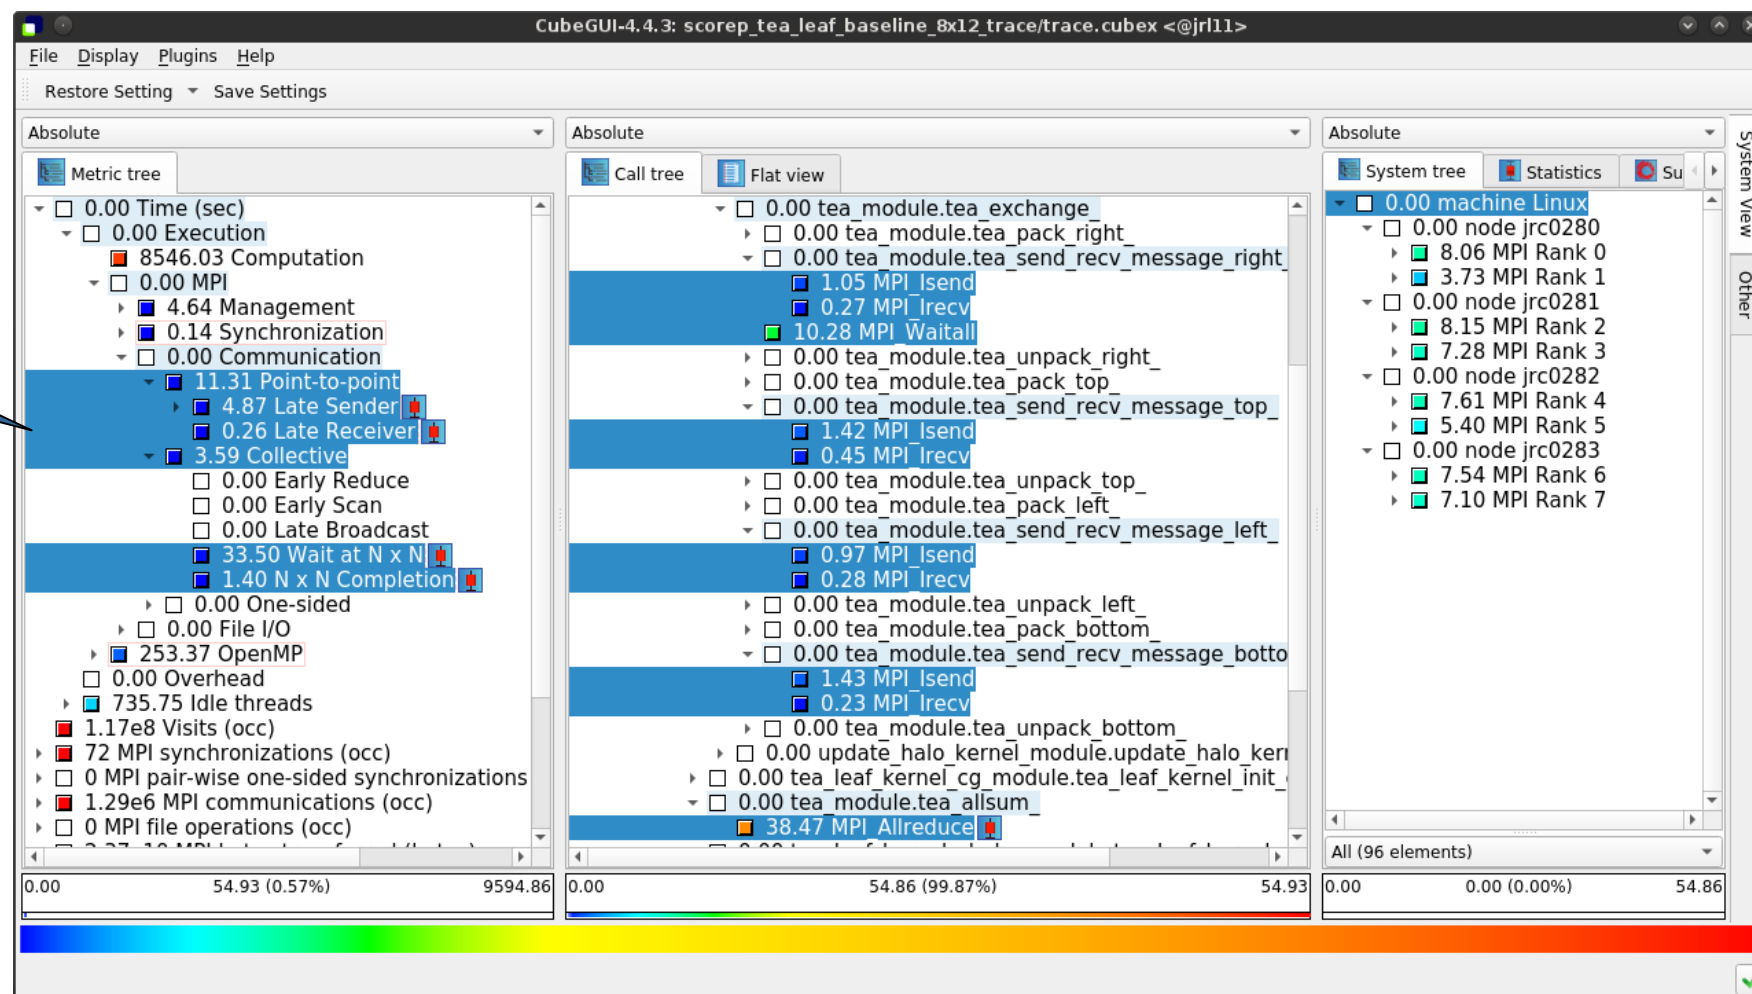 CubeGUI-4.4.3: scorep_tea_leaf_baseline_8x12_trace/trace.cubex <@jrl11>
File Display Plugins Help
Restore Setting Save Settings
Absolute
Metric tree
0.00 Time (sec)
0.00 Execution
8546.03 Computation
0.00 MPI
4.64 Management
0.14 Synchronization
0.00 Communication
11.31 Point-to-point
4.87 Late Sender
0.26 Late Receiver
3.59 Collective
0.00 Early Reduce
0.00 Early Scan
0.00 Late Broadcast
33.50 Wait at N x N
1.40 N x N Completion
0.00 One-sided
0.00 File I/O
253.37 OpenMP
0.00 Overhead
735.75 Idle threads
1.17e8 Visits (occ)
72 MPI synchronizations (occ)
0 MPI pair-wise one-sided synchronizations
1.29e6 MPI communications (occ)
0 MPI file operations (occ)
0.00 54.93 (0.57%) 9594.86
Absolute
Call tree Flat view
0.00 tea_module.tea_exchange_
0.00 tea_module.tea_pack_right_
0.00 tea_module.tea_send_recv_message_right_
1.05 MPI_Isend
0.27 MPI_Irecv
10.28 MPI_Waitall
0.00 tea_module.tea_unpack_right_
0.00 tea_module.tea_pack_top_
0.00 tea_module.tea_send_recv_message_top_
1.42 MPI_Isend
0.45 MPI_Irecv
0.00 tea_module.tea_unpack_top_
0.00 tea_module.tea_pack_left_
0.00 tea_module.tea_send_recv_message_left_
0.97 MPI_Isend
0.28 MPI_Irecv
0.00 tea_module.tea_unpack_left_
0.00 tea_module.tea_pack_bottom_
0.00 tea_module.tea_send_recv_message_botto
1.43 MPI_Isend
0.23 MPI_Irecv
0.00 tea_module.tea_unpack_bottom_
0.00 update_halo_kernel_module.update_halo_kerr
0.00 tea_leaf_kernel_cg_module.tea_leaf_kernel_init_
0.00 tea_module.tea_allsum_
38.47 MPI_Allreduce
0.00 54.86 (99.87%) 54.93
Absolute
System tree Statistics Su
0.00 machine Linux
0.00 node jrc0280
8.06 MPI Rank 0
3.73 MPI Rank 1
0.00 node jrc0281
8.15 MPI Rank 2
7.28 MPI Rank 3
0.00 node jrc0282
7.61 MPI Rank 4
5.40 MPI Rank 5
0.00 node jrc0283
7.54 MPI Rank 6
7.10 MPI Rank 7
All (96 elements)
0.00 0.00 (0.00%) 54.86
System View
Other